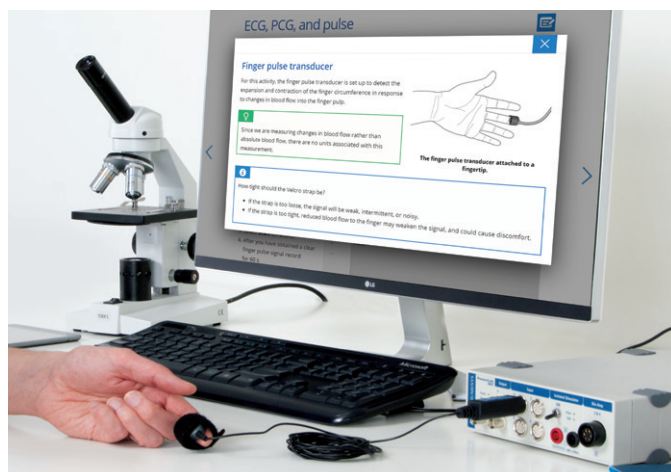 ECG, PCG, and pulse
Finger pulse transducer
For this activity, the finger pulse transducer is set up to detect the
expansion and contraction of the finger circumference in response
to changes in blood flow into the finger pulp.
Since we are measuring changes in blood flow rather than
absolute blood flow, there are no units associated with this
measurement.
The finger pulse transducer attached to a
fingertip.
How tight should the Velcro strap be?
• If the strap is too loose, the signal will be weak, intermittent, or noisy.
• If the strap is too tight, reduced blood flow to the finger may weaken the signal, and could cause discomfort.
4. After you have obtained a clear
finger pulse signal record
for 60 s.
LG
Microsoft
Output
Input